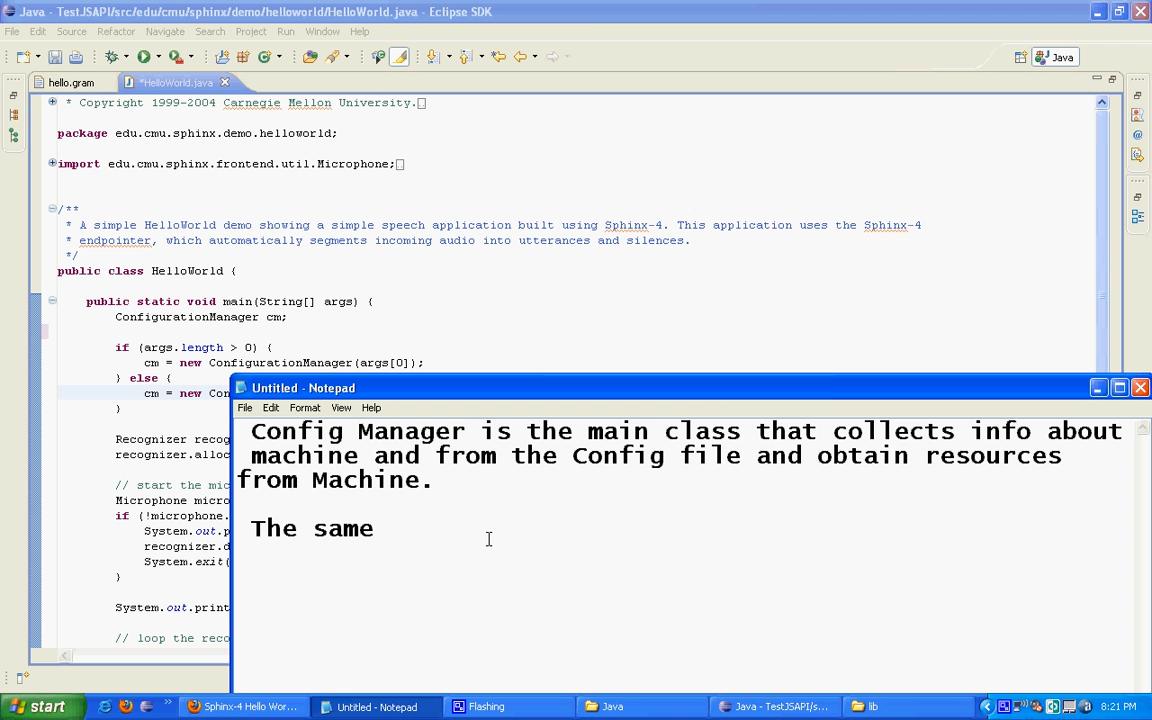 Java - TestJSAPI/src/edu/cmu/sphinx/demo/helloworld/HelloWorld.java - Eclipse SDK
File Edit Source Refactor Navigate Search Project Run Window Help
Java
hello.gram *HelloWorld.java
* Copyright 1999-2004 Carnegie Mellon University.
package edu.cmu.sphinx.demo.helloworld;
import edu.cmu.sphinx.frontend.util.Microphone;
/**
* A simple HelloWorld demo showing a simple speech application built using Sphinx-4. This application uses the Sphinx-4
* endpointer, which automatically segments incoming audio into utterances and silences.
*/
public class HelloWorld {
public static void main(String[] args) {
ConfigurationManager cm;
if (args.length > 0) {
cm = new ConfigurationManager(args[0]);
} else {
cm = new Con
}
Recognizer recog
recognizer.alloc
// start the mic
Microphone micro
if (!microphone.
System.out.p
recognizer.d
System.exit(
}
System.out.print
// loop the reco
Untitled - Notepad
File Edit Format View Help
Config Manager is the main class that collects info about
machine and from the Config file and obtain resources
from Machine.
The same
start
Sphinx-4 Hello Wor...
Untitled - Notepad
Flashing
Java
Java - TestJSAPI/s...
lib
8:21 PM